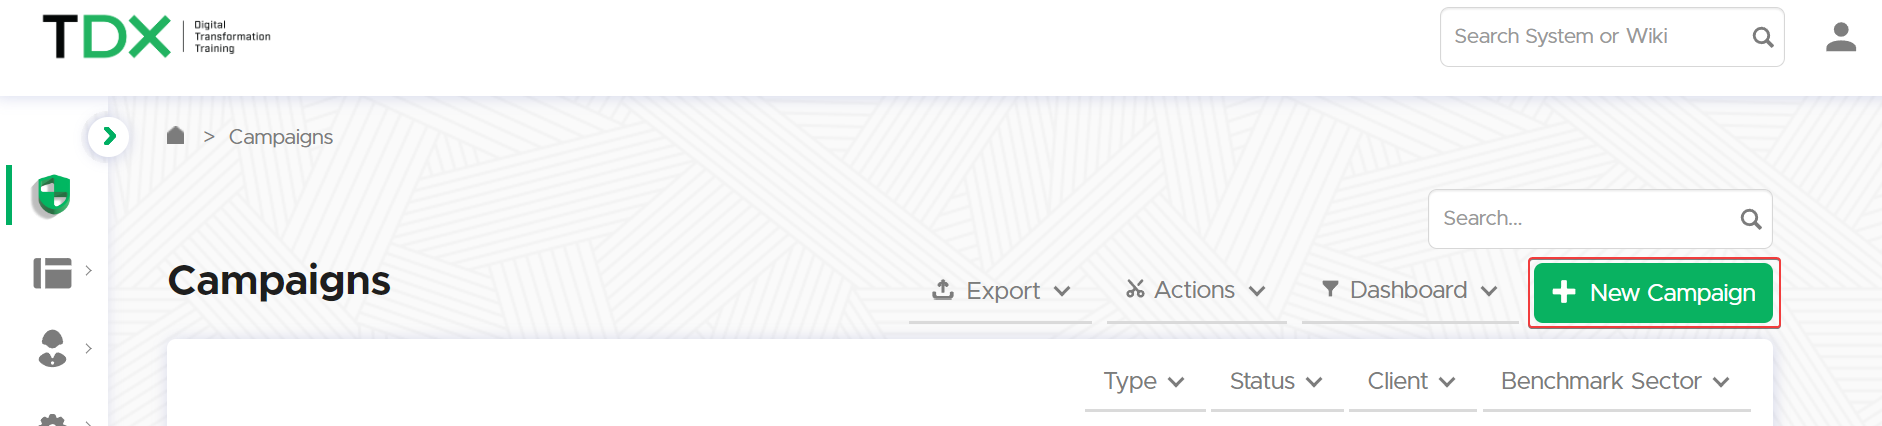 TDX
Digital
Transformation
Training
Search System or Wiki
> Campaigns
Search...
Campaigns
Export
Actions
Dashboard
New Campaign
Type
Status
Client
Benchmark Sector